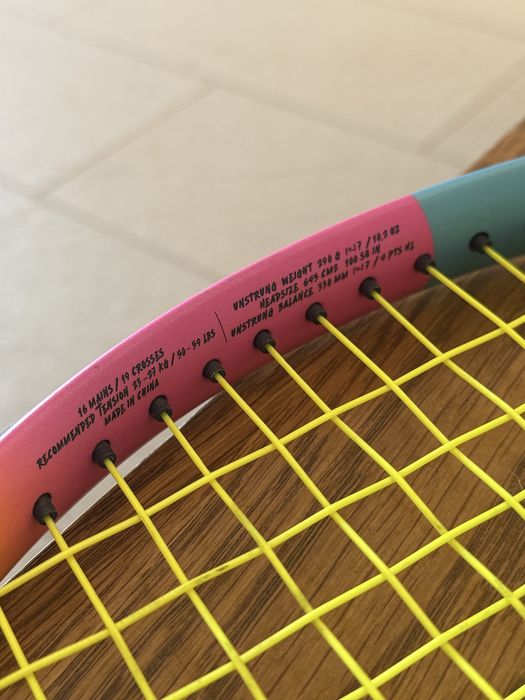 16 MAINS / 19 CROSSES
RECOMMENDED TENSION 23-27 KG / 50-59 LBS
MADE IN CHINA
UNSTRUNG WEIGHT 290 G (+/-) 7 / 10,2 OZ
HEADSIZE 645 CM2 100 SQ IN
UNSTRUNG BALANCE 330 MM (+/-) 7 / 4 PTS HL